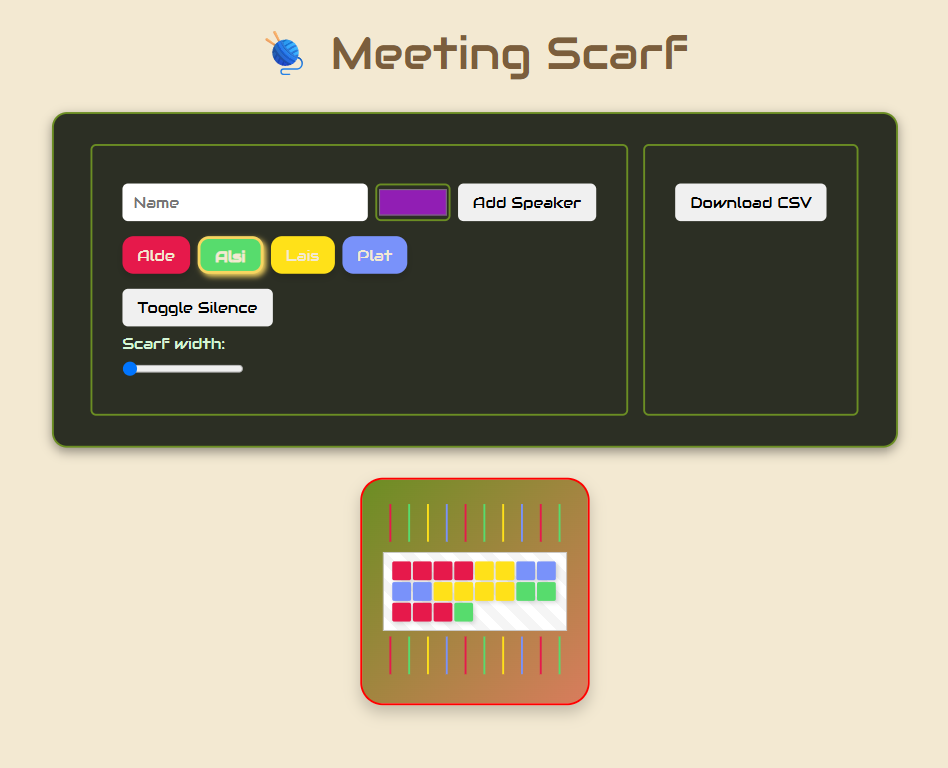 Meeting Scarf
Name
Add Speaker
Download CSV
Alde
Alsi
Lais
Plat
Toggle Silence
Scarf width: